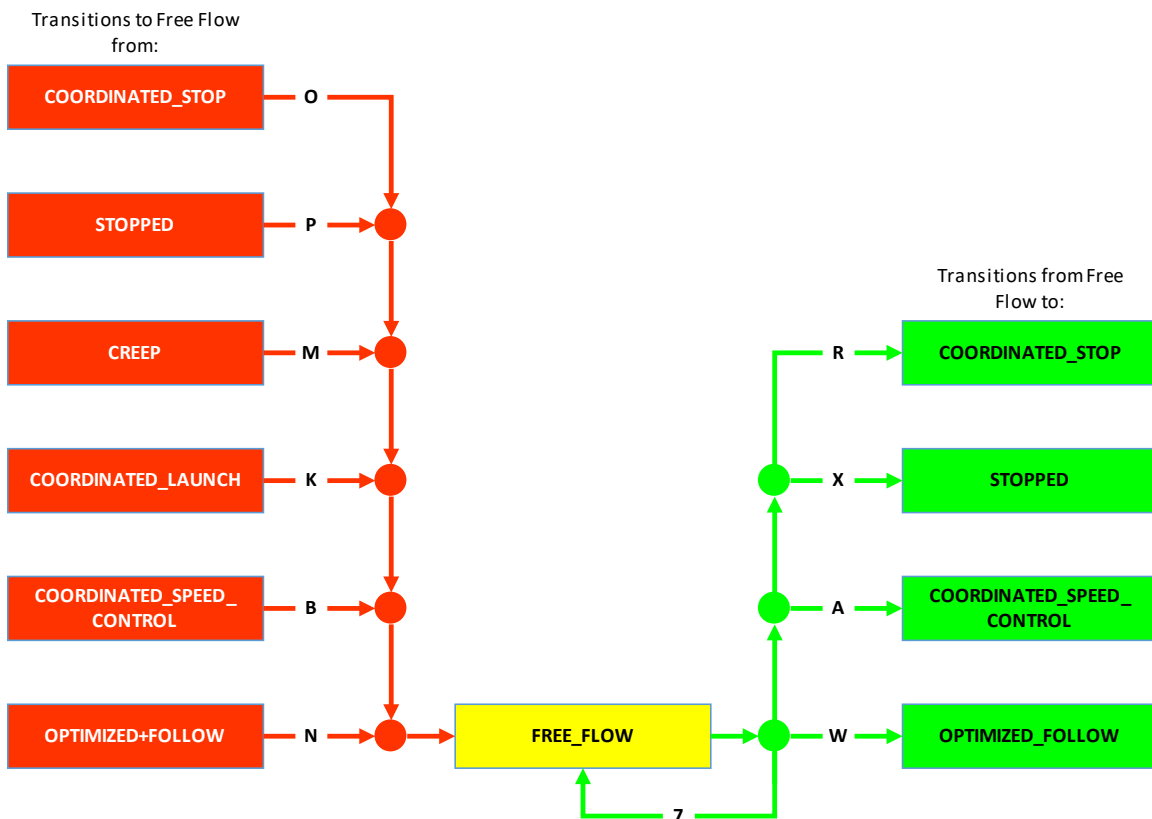 Transitions to Free Flow
from:
COORDINATED_STOP
O
STOPPED
P
CREEP
M
COORDINATED_LAUNCH
K
COORDINATED_SPEED_
CONTROL
B
OPTIMIZED+FOLLOW
N
FREE_FLOW
7
Transitions from Free
Flow to:
R
COORDINATED_STOP
X
STOPPED
A
COORDINATED_SPEED_
CONTROL
W
OPTIMIZED_FOLLOW